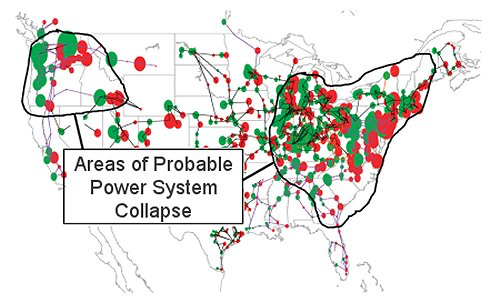 Areas of Probable
Power System
Collapse